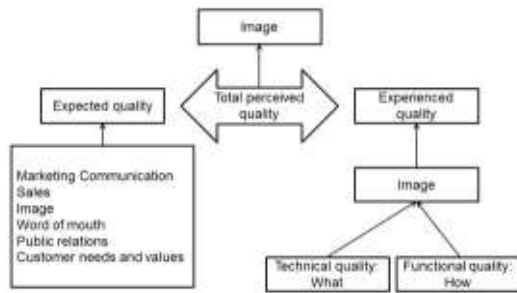 Image
Expected quality
Total perceived
quality
Experienced
quality
Marketing Communication
Sales
Image
Word of mouth
Public relations
Customer needs and values
Image
Technical quality:
What
Functional quality:
How